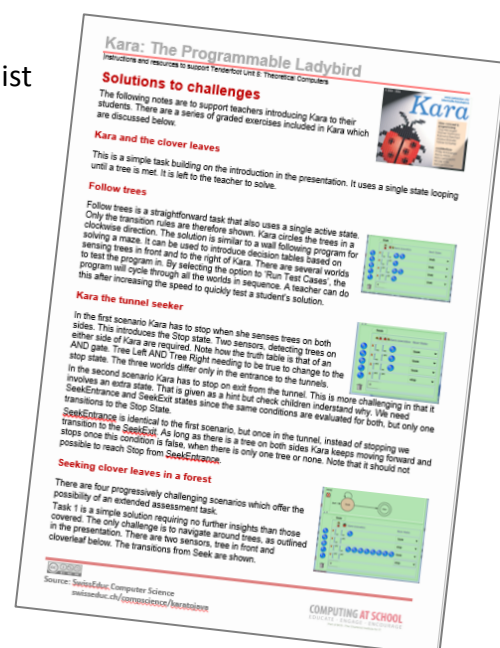 ist
Kara: The Programmable Ladybird
Instructions and resources to support Tenderfoot Unit 5: Theoretical Computers
Solutions to challenges
The following notes are to support teachers introducing Kara to their
students. There are a series of graded exercises included in Kara which
are discussed below.
Kara
Kara and the clover leaves
This is a simple task building on the introduction in the presentation. It uses a single state looping
until a tree is met. It is left to the teacher to solve.
Follow trees
Follow trees is a straightforward task that also uses a single active state.
Only the transition rules are therefore shown. Kara circles the trees in a
clockwise direction. The solution is similar to a wall following program for
solving a maze. It can be used to introduce decision tables based on
sensing trees in front and to the right of Kara. There are several worlds
to test the program in. By selecting the option to 'Run Test Cases', the
program will cycle through all the worlds in sequence. A teacher can do
this after increasing the speed to quickly test a student's solution.
Kara the tunnel seeker
In the first scenario Kara has to stop when she senses trees on both
sides. This introduces the Stop state. Two sensors, detecting trees on
either side of Kara are required. Note how the truth table is that of an
AND gate. Tree Left AND Tree Right needing to be true to change to the
stop state. The three worlds differ only in the entrance to the tunnels.
In the second scenario Kara has to stop on exit from the tunnel. This is more challenging in that it
involves an extra state. That is given as a hint but check children inderstand why. We need
SeekEntrance and SeekExit states since the same conditions are evaluated for both, but only one
transitions to the Stop State.
SeekEntrance is identical to the first scenario, but once in the tunnel, instead of stopping we
transition to the SeekExit. As long as there is a tree on both sides Kara keeps moving forward and
stops once this condition is false, when there is only one tree or none. Note that it should not
possible to reach Stop from SeekEntrance.
Seeking clover leaves in a forest
There are four progressively challenging scenarios which offer the
possibility of an extended assessment task.
Task 1 is a simple solution requiring no further insights than those
covered. The only challenge is to navigate around trees, as outlined
in the presentation. There are two sensors, tree in front and
cloverleaf below. The transitions from Seek are shown.
Source: SwissEduc Computer Science
swisseduc.ch/compscience/karatojava
COMPUTING AT SCHOOL
EDUCATE · ENGAGE · ENCOURAGE